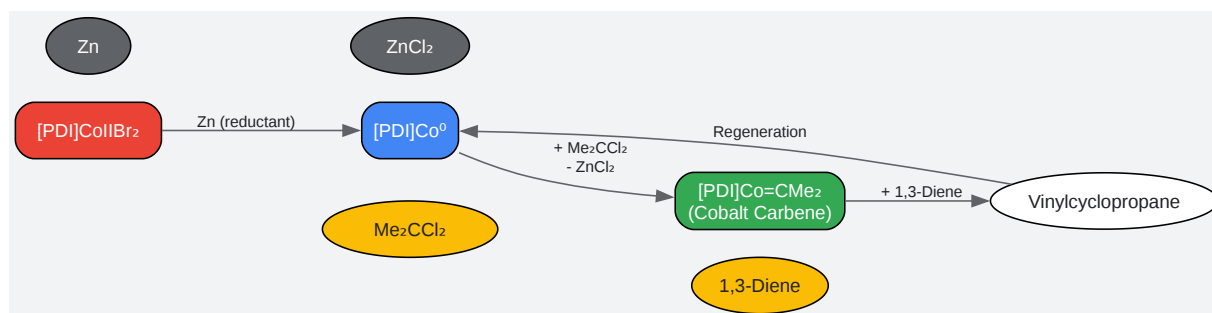 Zn
ZnCl₂
[PDI]CoIIBr₂
Zn (reductant)
[PDI]Co⁰
Regeneration
+ Me₂CCl₂
- ZnCl₂
[PDI]Co=CMe₂
(Cobalt Carbene)
+ 1,3-Diene
Vinylcyclopropane
Me₂CCl₂
1,3-Diene